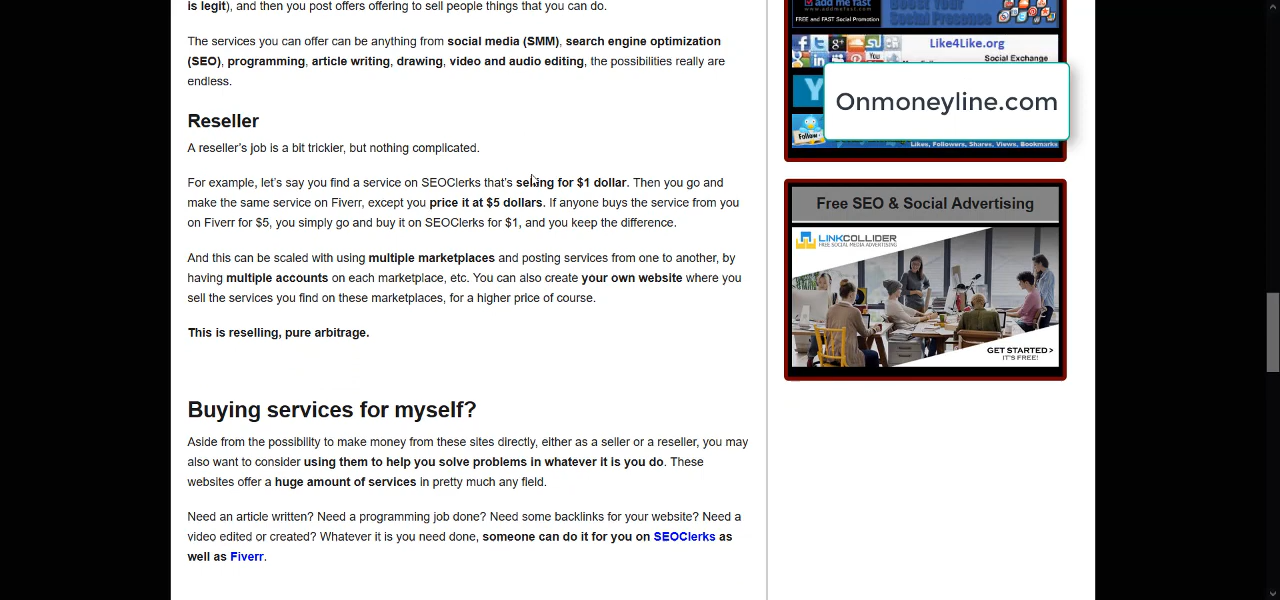 is legit), and then you post offers offering to sell people things that you can do.
The services you can offer can be anything from social media (SMM), search engine optimization
(SEO), programming, article writing, drawing, video and audio editing, the possibilities really are
endless.
Reseller
A reseller's job is a bit trickier, but nothing complicated.
For example, let's say you find a service on SEOClerks that's selling for $1 dollar. Then you go and
make the same service on Fiverr, except you price it at $5 dollars. If anyone buys the service from you
on Fiverr for $5, you simply go and buy it on SEOClerks for $1, and you keep the difference.
And this can be scaled with using multiple marketplaces and posting services from one to another, by
having multiple accounts on each marketplace, etc. You can also create your own website where you
sell the services you find on these marketplaces, for a higher price of course.
This is reselling, pure arbitrage.
Buying services for myself?
Aside from the possibility to make money from these sites directly, either as a seller or a reseller, you may
also want to consider using them to help you solve problems in whatever it is you do. These
websites offer a huge amount of services in pretty much any field.
Need an article written? Need a programming job done? Need some backlinks for your website? Need a
video edited or created? Whatever it is you need done, someone can do it for you on SEOClerks as
well as Fiverr.
add me fast
FREE and FAST Social Promotion
Boost Your
Social Presence
Like4Like.org
Social Exchange
You
Y
Follow
Likes, Followers, Shares, Views, Bookmarks
Onmoneyline.com
Free SEO & Social Advertising
LINKCOLLIDER
FREE SOCIAL MEDIA ADVERTISING
GET STARTED >
IT'S FREE!